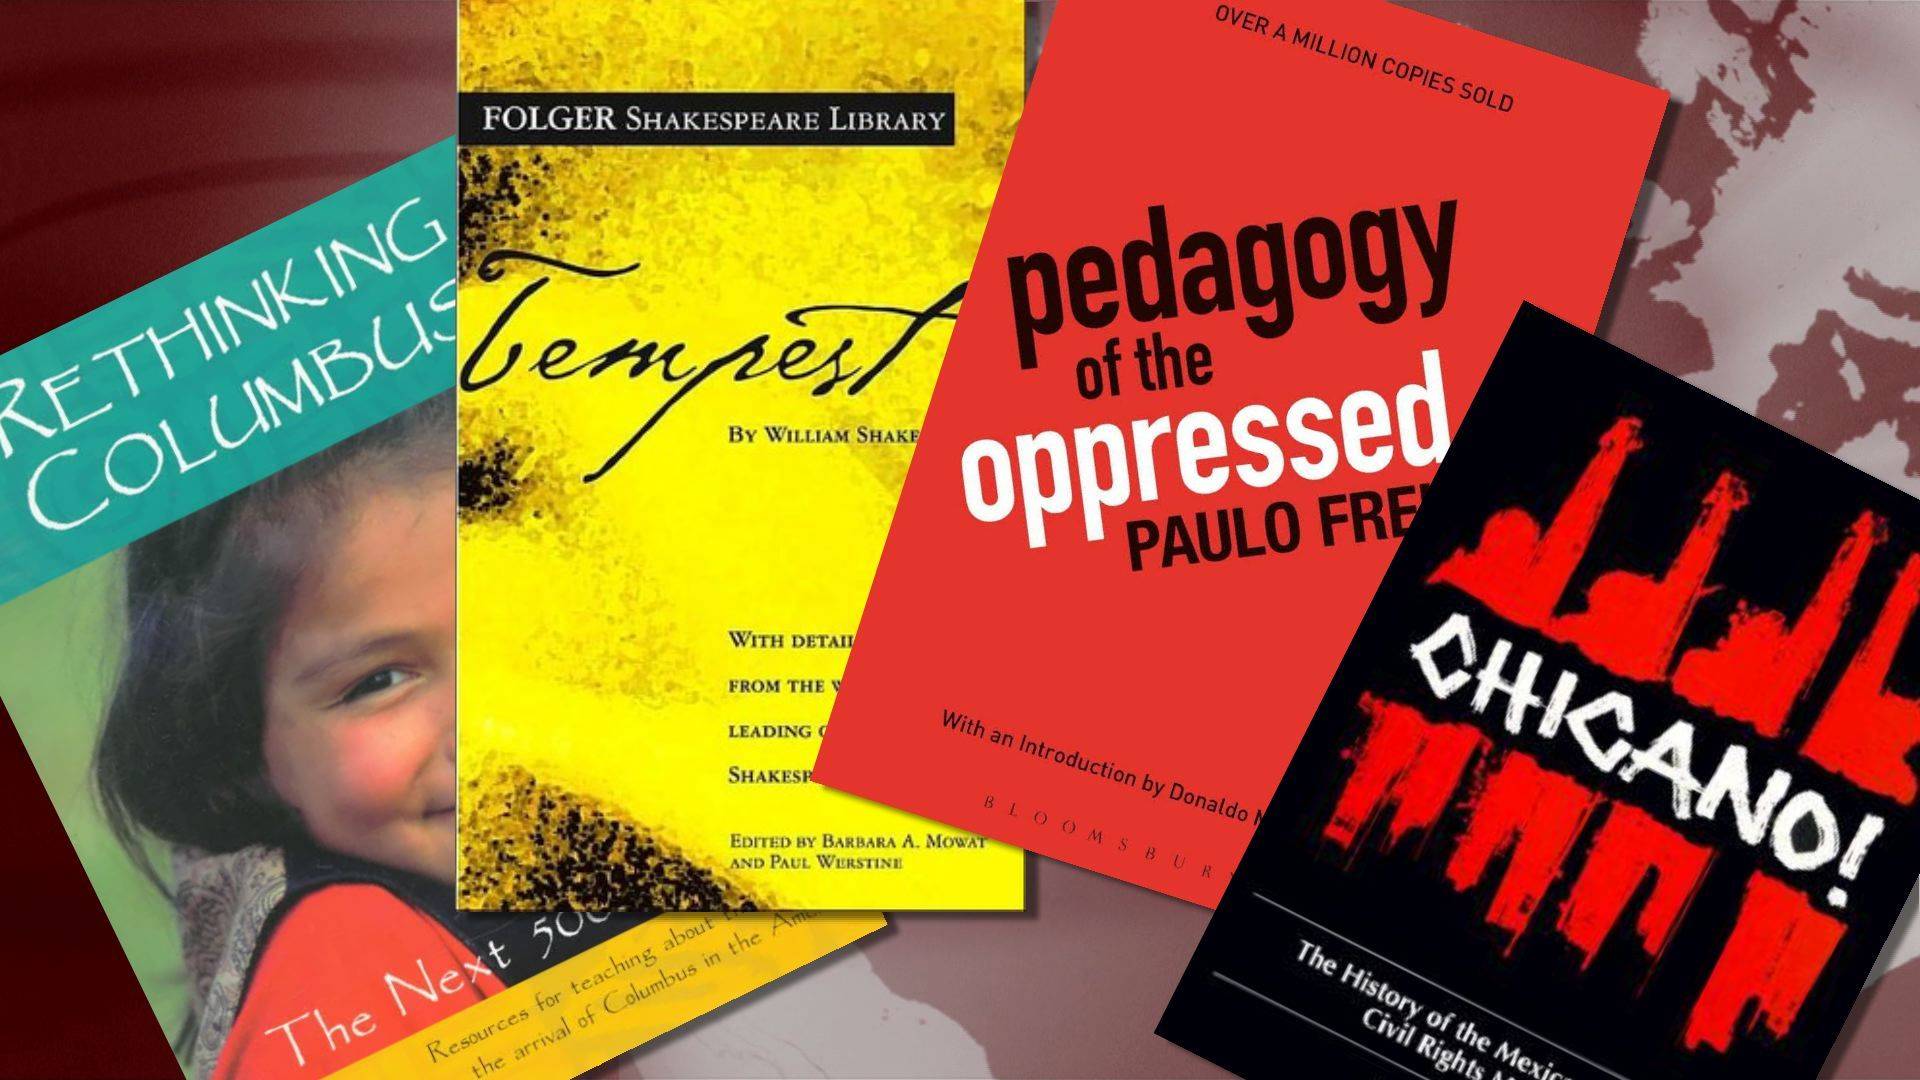 RETHINKING
COLUMBUS
The Next 500
Resources for teaching about
the arrival of Columbus in the
FOLGER SHAKESPEARE LIBRARY
Tempest
BY WILLIAM SHAKE
WITH DETAIL
FROM THE
LEADING
SHAKESP
EDITED BY BARBARA A. MOWAT
AND PAUL WERSTINE
OVER A MILLION COPIES SOLD
pedagogy
of the
oppressed
PAULO FRE
With an Introduction by Donaldo
BLOOMSBURY
CHICANO!
The History of the Mexic
Civil Rights